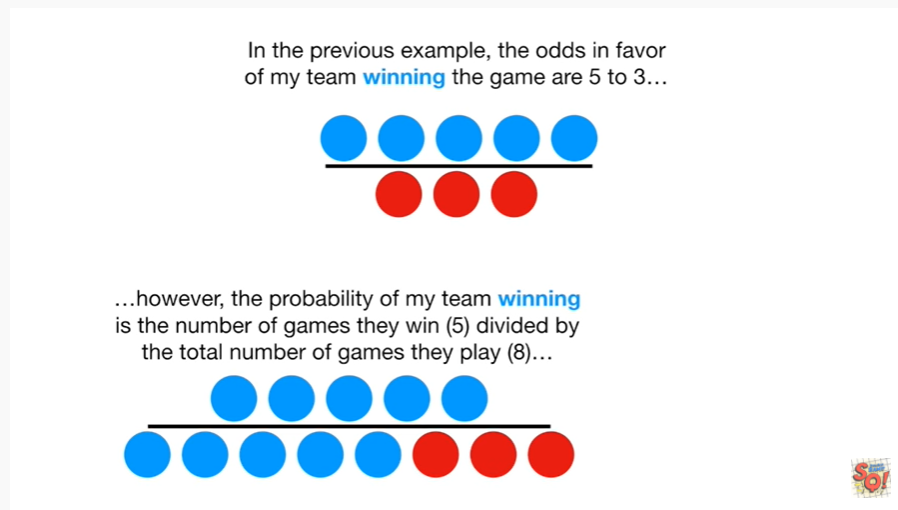 In the previous example, the odds in favor
of my team winning the game are 5 to 3...
...however, the probability of my team winning
is the number of games they win (5) divided by
the total number of games they play (8)...
SQ!